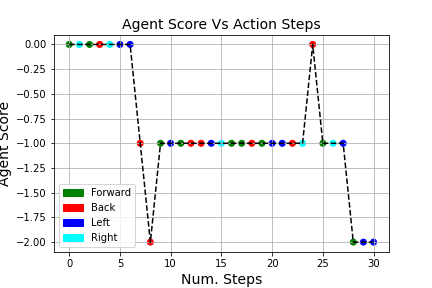 Agent Score Vs Action Steps
0.00
−0.25
−0.50
−0.75
−1.00
−1.25
−1.50
−1.75
−2.00
Agent Score
Forward
Back
Left
Right
0 5 10 15 20 25 30
Num. Steps